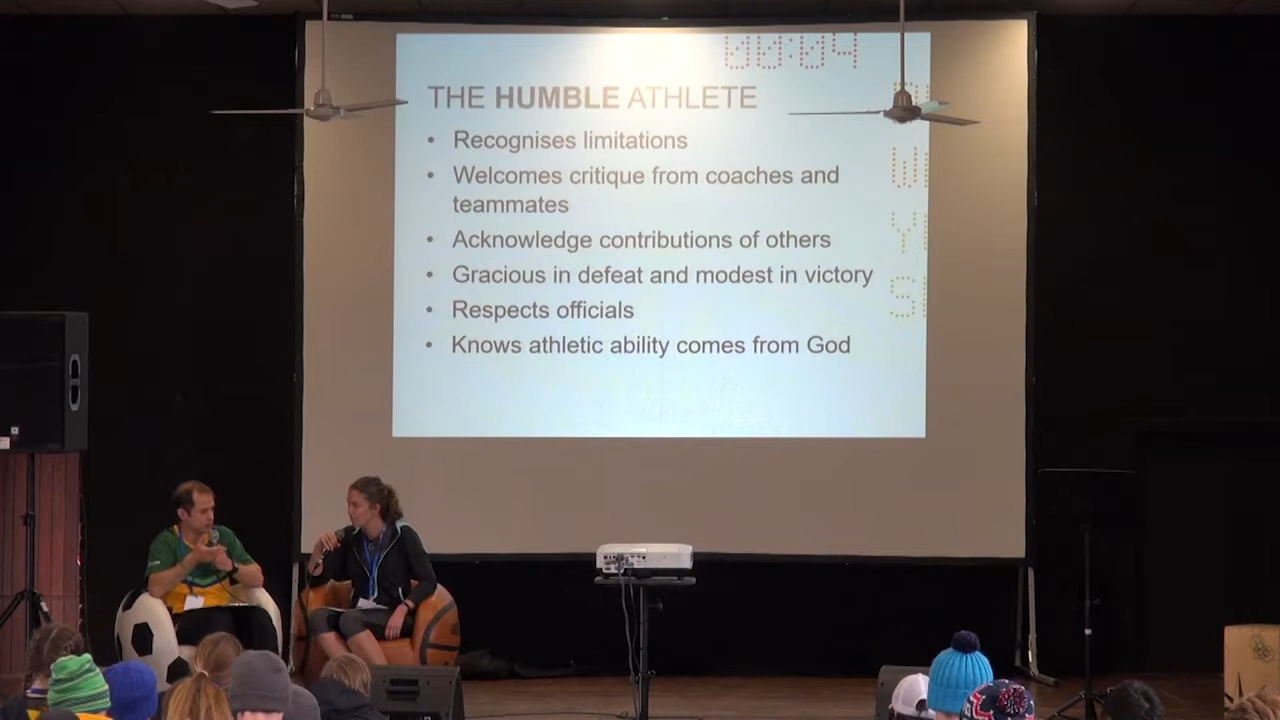 00:04
THE HUMBLE ATHLETE
• Recognises limitations
• Welcomes critique from coaches and
teammates
• Acknowledge contributions of others
• Gracious in defeat and modest in victory
• Respects officials
• Knows athletic ability comes from God
W
Y
S